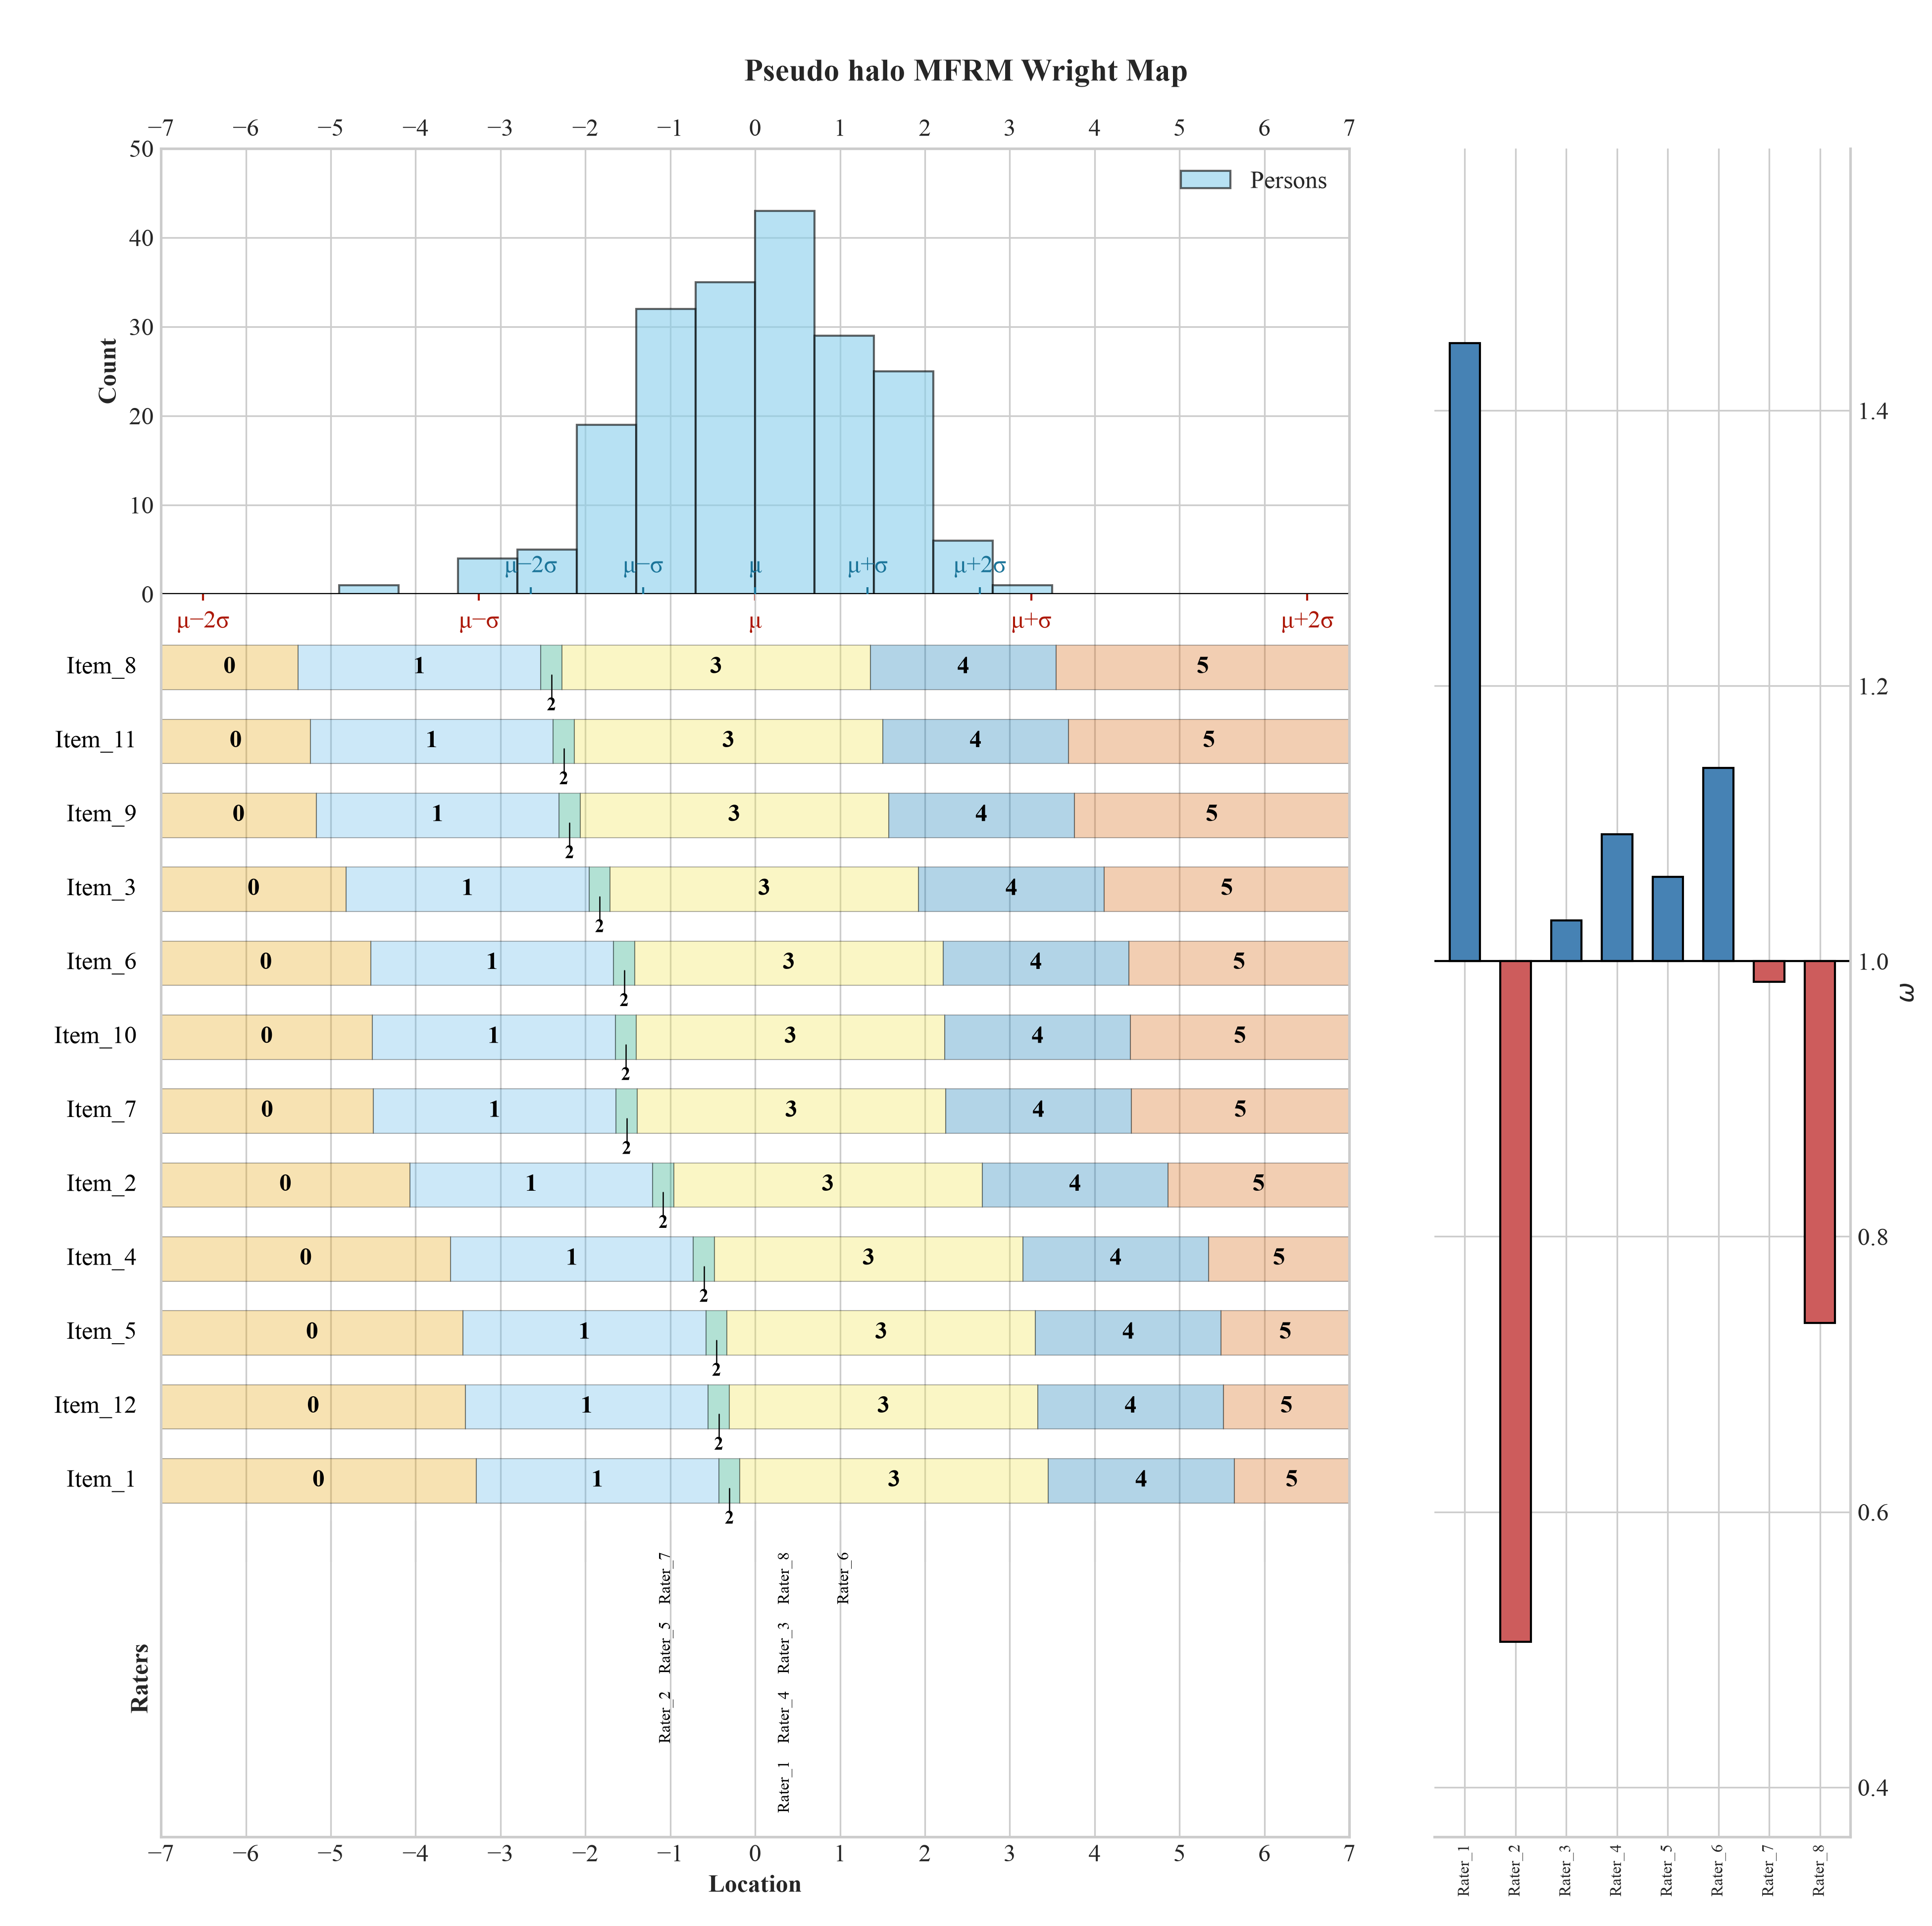 Pseudo halo MFRM Wright Map
−7 −6 −5 −4 −3 −2 −1 0 1 2 3 4 5 6 7
50
Persons
40
30
Count
20
10
0
μ−2σ μ−σ μ μ+σ μ+2σ
μ−2σ μ−σ μ μ+σ μ+2σ
Item_8 0 1 2 3 4 5
Item_11 0 1 2 3 4 5
Item_9 0 1 2 3 4 5
Item_3 0 1 2 3 4 5
Item_6 0 1 2 3 4 5
Item_10 0 1 2 3 4 5
Item_7 0 1 2 3 4 5
Item_2 0 1 2 3 4 5
Item_4 0 1 2 3 4 5
Item_5 0 1 2 3 4 5
Item_12 0 1 2 3 4 5
Item_1 0 1 2 3 4 5
Raters
Rater_7 Rater_8 Rater_6
Rater_5 Rater_3
Rater_2 Rater_4
Rater_1
−7 −6 −5 −4 −3 −2 −1 0 1 2 3 4 5 6 7
Location
1.4
1.2
1.0
ω
0.8
0.6
0.4
Rater_1 Rater_2 Rater_3 Rater_4 Rater_5 Rater_6 Rater_7 Rater_8